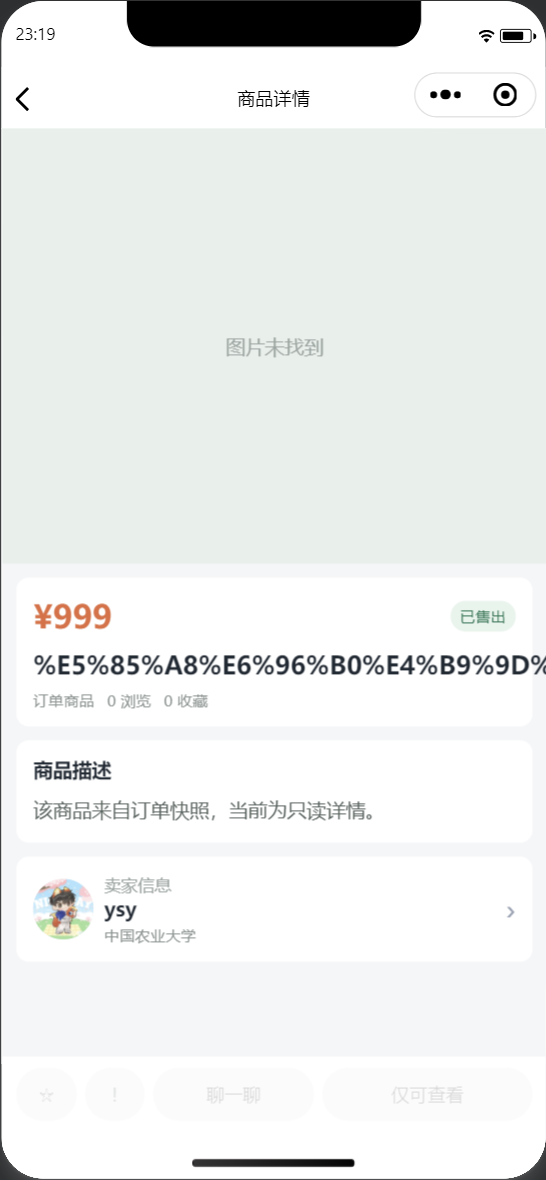 23:19
商品详情
图片未找到
¥999
已售出
%E5%85%A8%E6%96%B0%E4%B9%9D%
订单商品 0 浏览 0 收藏
商品描述
该商品来自订单快照，当前为只读详情。
卖家信息
ysy
中国农业大学
聊一聊
仅可查看